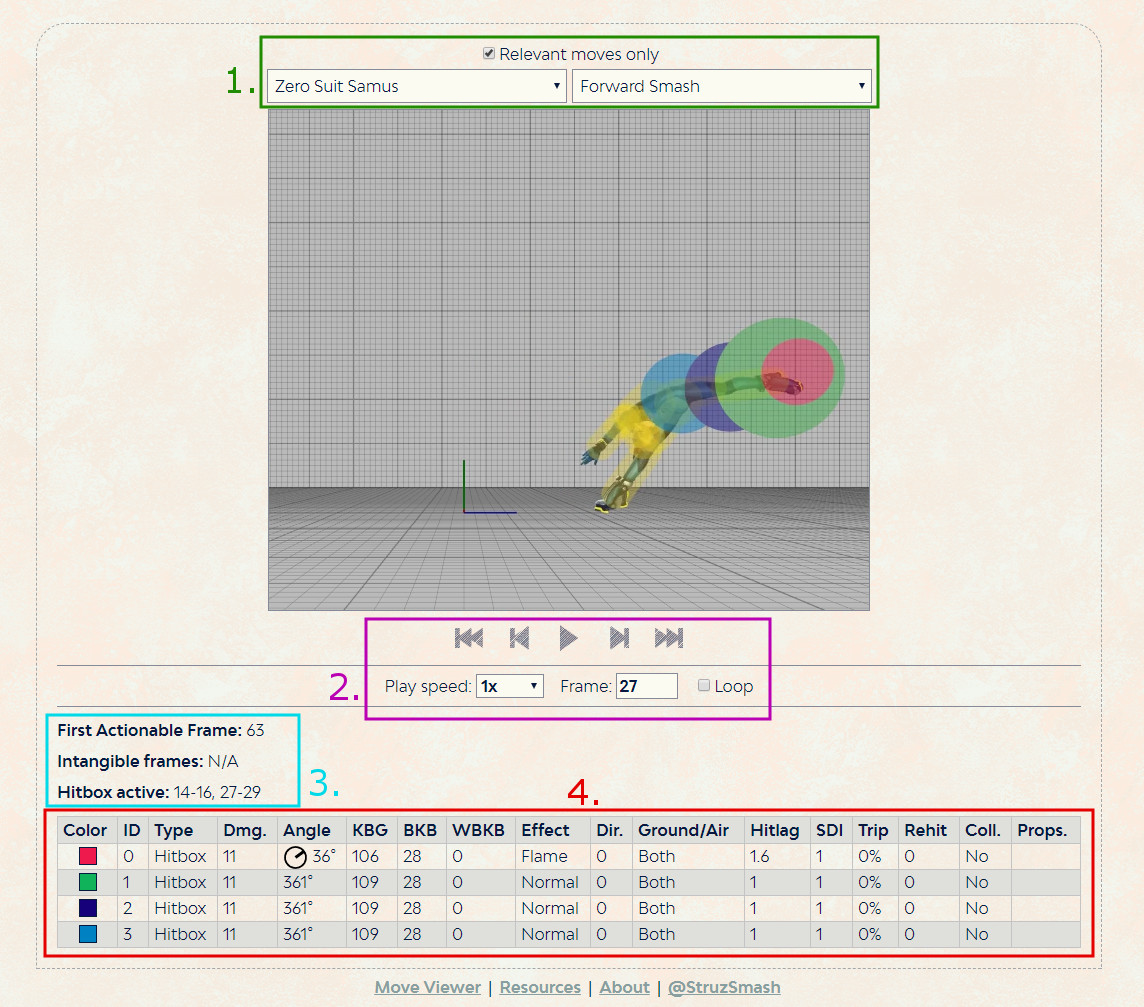 Relevant moves only
1. Zero Suit Samus Forward Smash
2. Play speed: 1x Frame: 27 Loop
First Actionable Frame: 63
Intangible frames: N/A
Hitbox active: 14-16, 27-29
3.
4.
Color ID Type Dmg. Angle KBG BKB WBKB Effect Dir. Ground/Air Hitlag SDI Trip Rehit Coll. Props.
0 Hitbox 11 36° 106 28 0 Flame 0 Both 1.6 1 0% 0 No
1 Hitbox 11 361° 109 28 0 Normal 0 Both 1 1 0% 0 No
2 Hitbox 11 361° 109 28 0 Normal 0 Both 1 1 0% 0 No
3 Hitbox 11 361° 109 28 0 Normal 0 Both 1 1 0% 0 No
Move Viewer | Resources | About | @StruzSmash